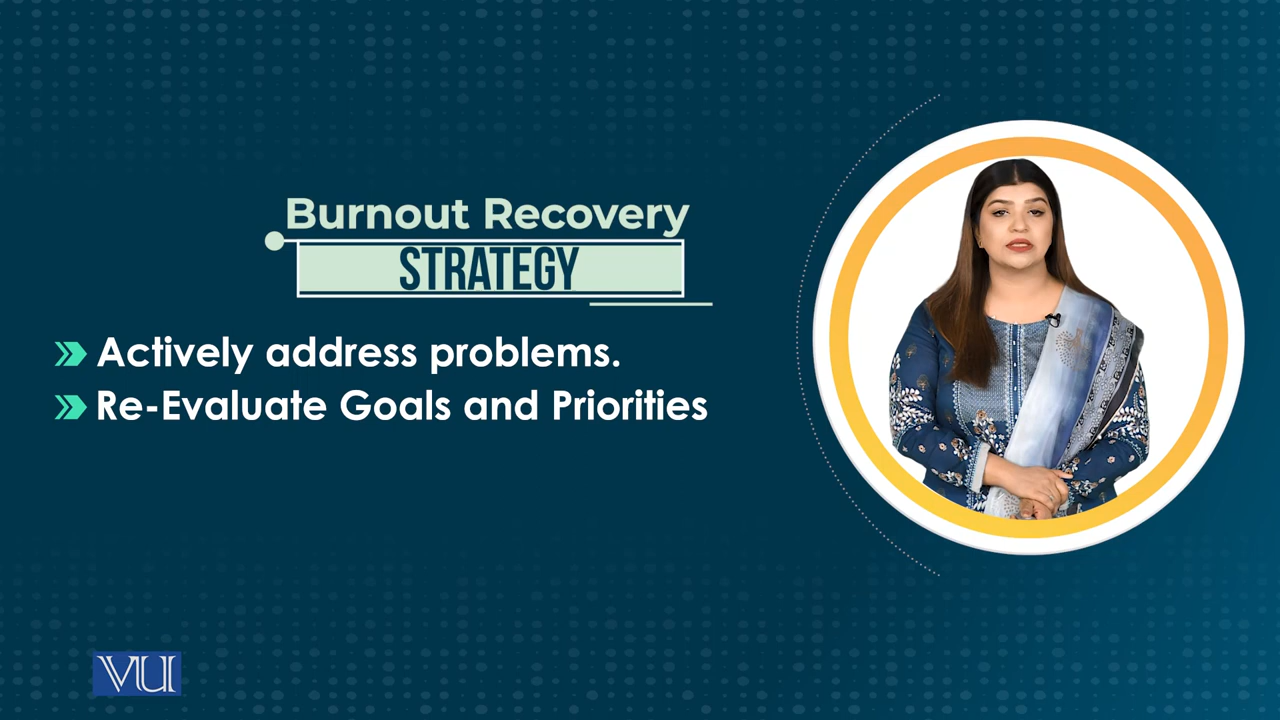 Burnout Recovery
STRATEGY
Actively address problems.
Re-Evaluate Goals and Priorities
VU